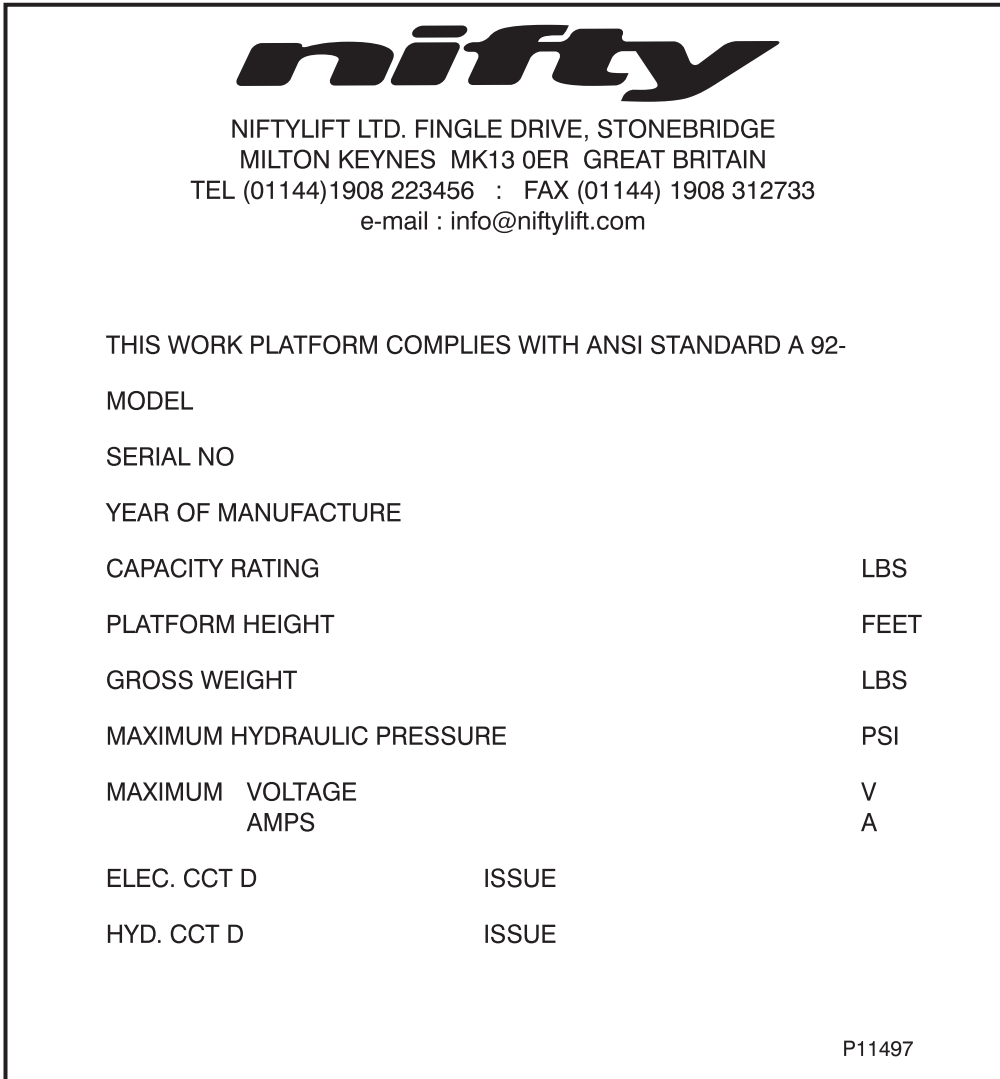 nifty
NIFTYLIFT LTD. FINGLE DRIVE, STONEBRIDGE
MILTON KEYNES MK13 0ER GREAT BRITAIN
TEL (01144)1908 223456 : FAX (01144) 1908 312733
e-mail : info@niftylift.com
THIS WORK PLATFORM COMPLIES WITH ANSI STANDARD A 92-
MODEL
SERIAL NO
YEAR OF MANUFACTURE
CAPACITY RATING LBS
PLATFORM HEIGHT FEET
GROSS WEIGHT LBS
MAXIMUM HYDRAULIC PRESSURE PSI
MAXIMUM VOLTAGE V
AMPS A
ELEC. CCT D ISSUE
HYD. CCT D ISSUE
P11497